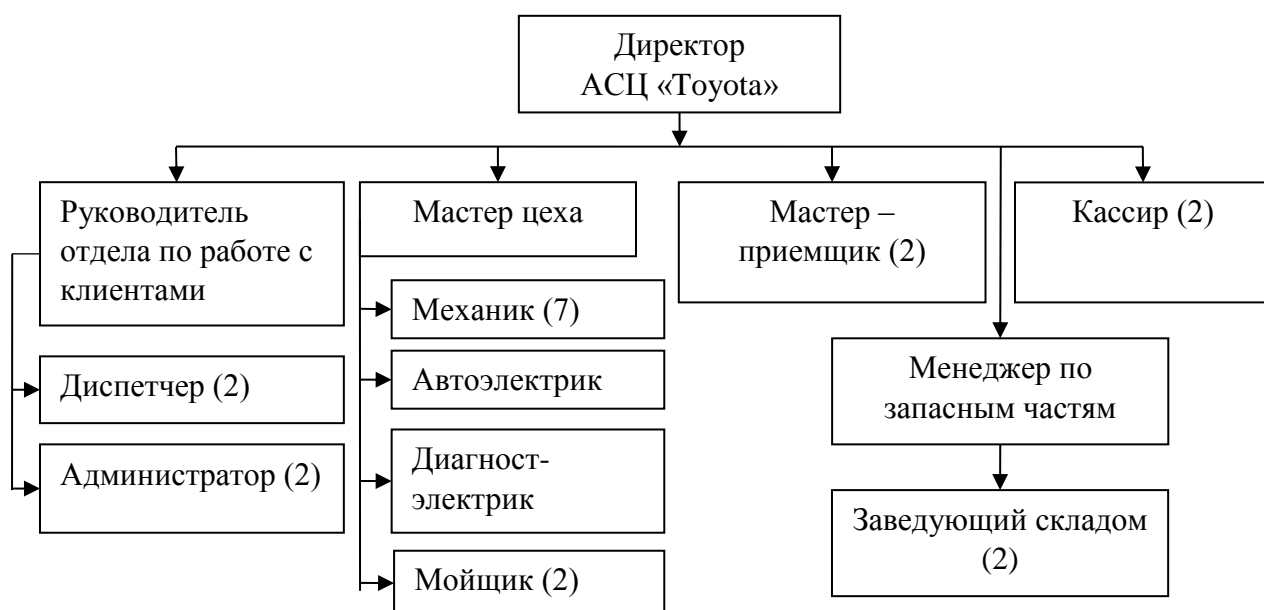 Директор
АСЦ «Toyota»
Руководитель
отдела по работе с
клиентами
Мастер цеха
Мастер –
приемщик (2)
Кассир (2)
Механик (7)
Диспетчер (2)
Автоэлектрик
Менеджер по
запасным частям
Администратор (2)
Диагност-
электрик
Заведующий складом
(2)
Мойщик (2)